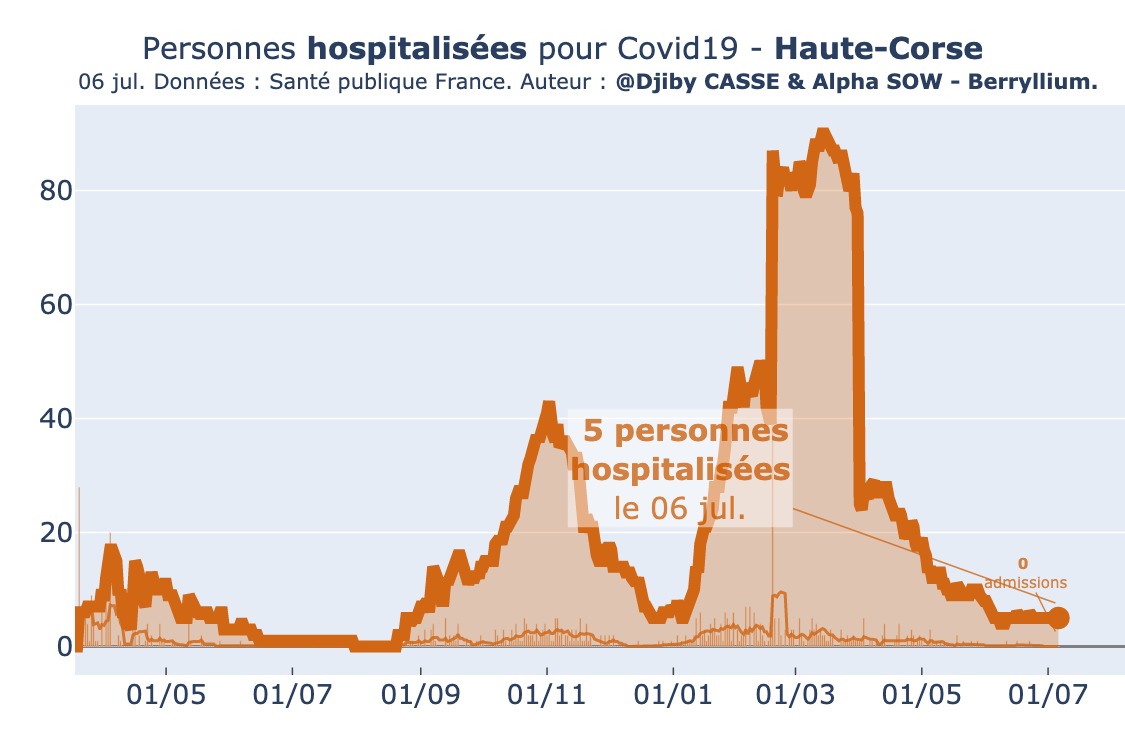 Personnes hospitalisées pour Covid19 - Haute-Corse
06 jul. Données : Santé publique France. Auteur : @Djiby CASSE & Alpha SOW - Berryllium.
80
60
40
20
0
5 personnes
hospitalisées
le 06 jul.
0
admissions
01/05 01/07 01/09 01/11 01/01 01/03 01/05 01/07